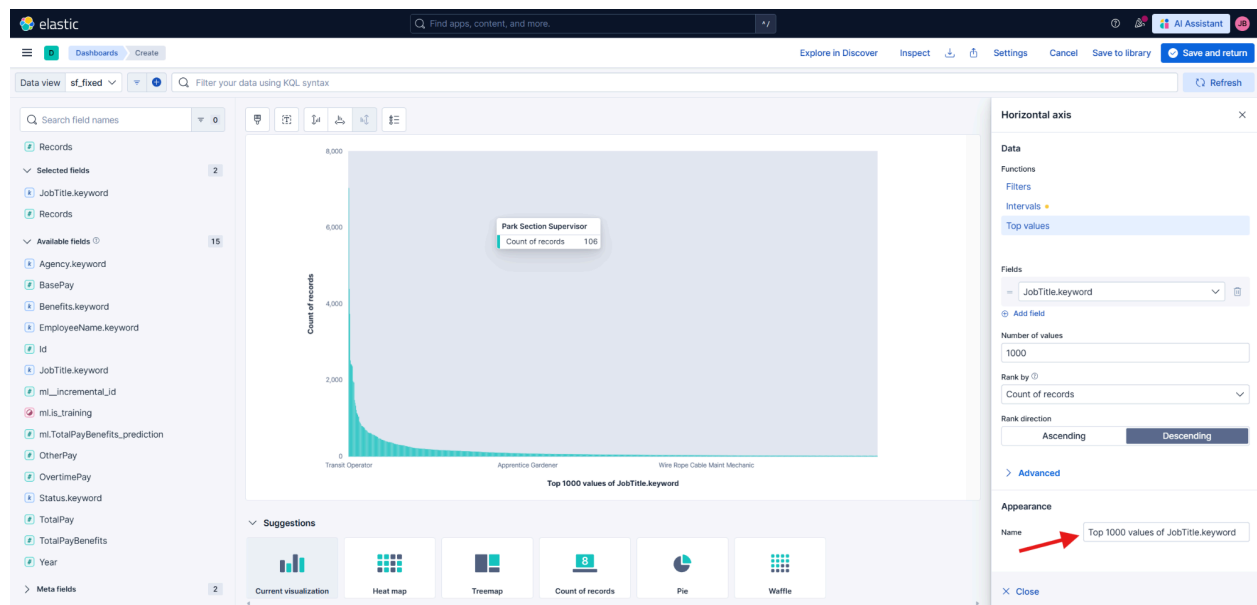 elastic
Find apps, content, and more.
^/
AI Assistant
JB
D
Dashboards
Create
Explore in Discover
Inspect
Settings
Cancel
Save to library
Save and return
Data view
sf_fixed
Filter your data using KQL syntax
Refresh
Search field names
0
Records
Selected fields
2
JobTitle.keyword
Records
Available fields
15
Agency.keyword
BasePay
Benefits.keyword
EmployeeName.keyword
Id
JobTitle.keyword
ml__incremental_id
ml.is_training
ml.TotalPayBenefits_prediction
OtherPay
OvertimePay
Status.keyword
TotalPay
TotalPayBenefits
Year
Meta fields
2
8,000
6,000
4,000
2,000
0
Count of records
Park Section Supervisor
Count of records 106
Transit Operator
Apprentice Gardener
Wire Rope Cable Maint Mechanic
Top 1000 values of JobTitle.keyword
Suggestions
Current visualization
Heat map
Treemap
8
Count of records
Pie
Waffle
Horizontal axis
Data
Functions
Filters
Intervals
Top values
Fields
JobTitle.keyword
Add field
Number of values
1000
Rank by
Count of records
Rank direction
Ascending
Descending
Advanced
Appearance
Name
Top 1000 values of JobTitle.keyword
Close